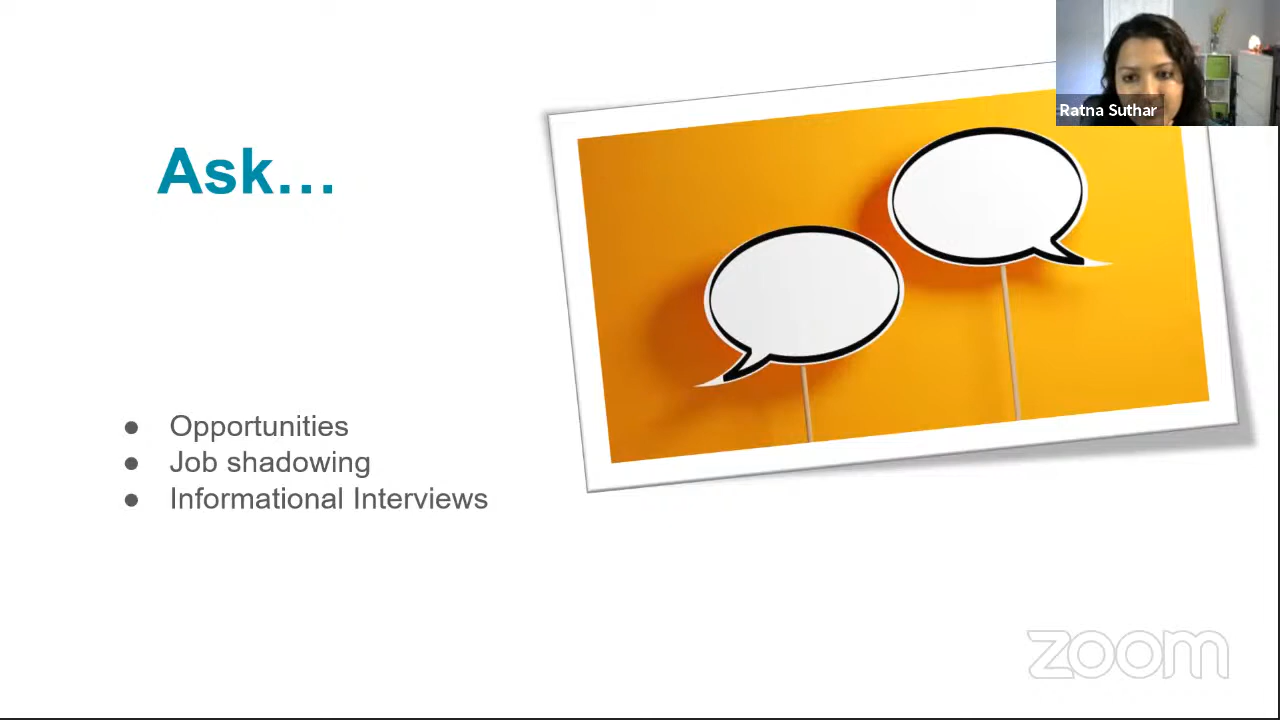 Ratna Suthar
Ask…
● Opportunities
● Job shadowing
● Informational Interviews
zoom